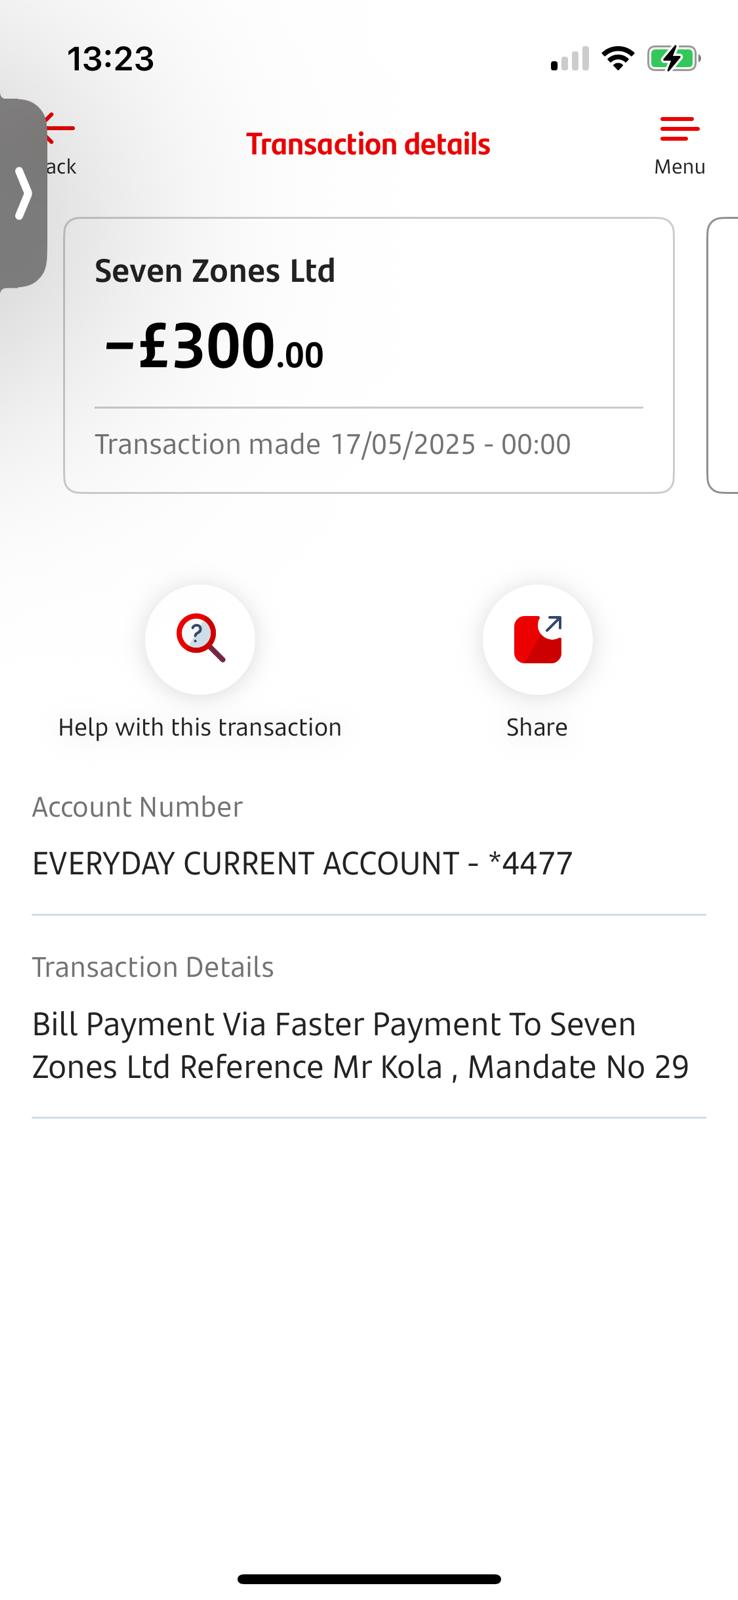 13:23
ack
Transaction details
Menu
Seven Zones Ltd
-£300.00
Transaction made 17/05/2025 - 00:00
?
Help with this transaction
Share
Account Number
EVERYDAY CURRENT ACCOUNT - *4477
Transaction Details
Bill Payment Via Faster Payment To Seven
Zones Ltd Reference Mr Kola , Mandate No 29